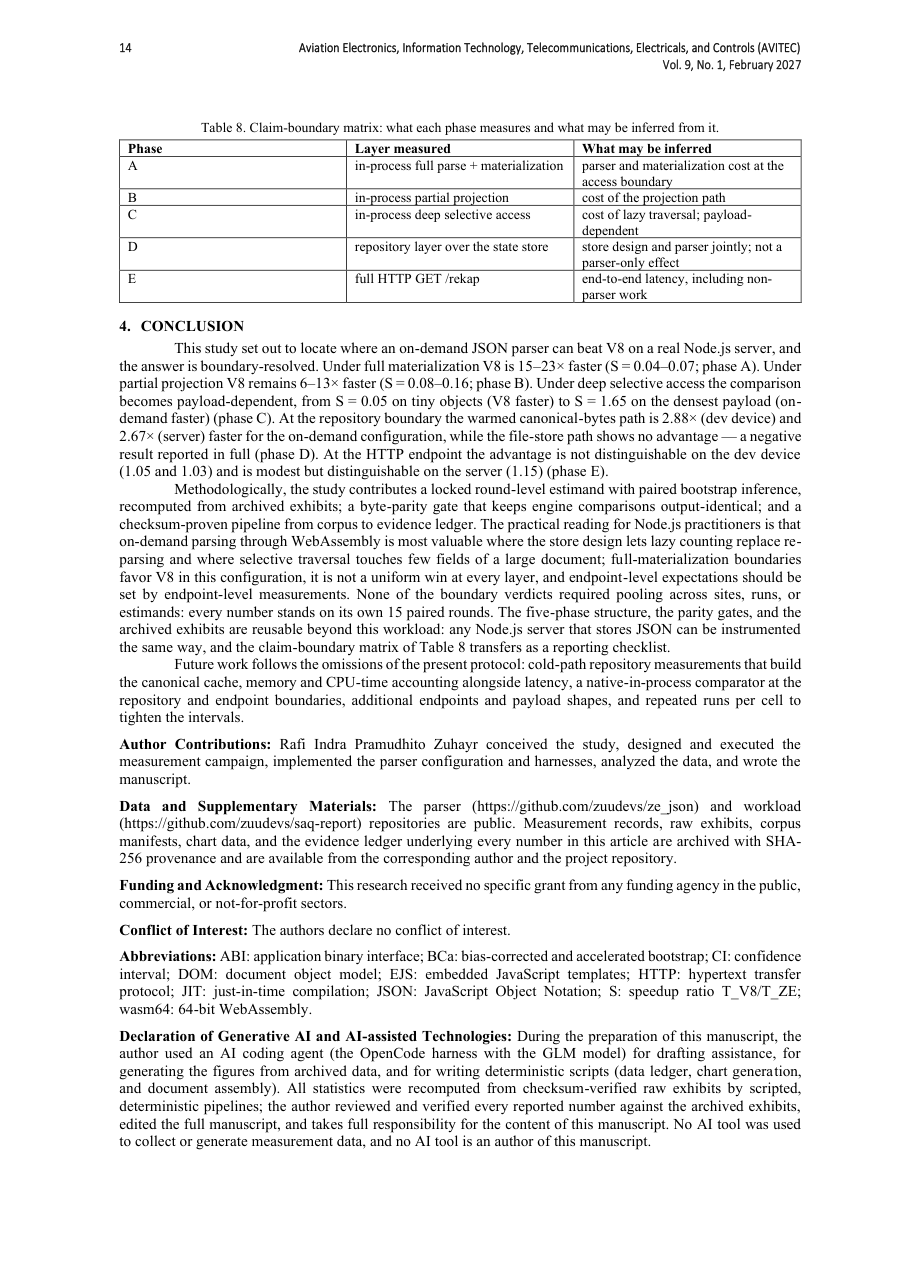 14
Aviation Electronics, Information Technology, Telecommunications, Electricals, and Controls (AVITEC)
Vol. 9, No. 1, February 2027
Table 8. Claim-boundary matrix: what each phase measures and what may be inferred from it.
Phase Layer measured What may be inferred
A in-process full parse + materialization parser and materialization cost at the
access boundary
B in-process partial projection cost of the projection path
C in-process deep selective access cost of lazy traversal; payload-
dependent
D repository layer over the state store store design and parser jointly; not a
parser-only effect
E full HTTP GET /rekap end-to-end latency, including non-
parser work
4. CONCLUSION
This study set out to locate where an on-demand JSON parser can beat V8 on a real Node.js server, and
the answer is boundary-resolved. Under full materialization V8 is 15–23× faster (S = 0.04–0.07; phase A). Under
partial projection V8 remains 6–13× faster (S = 0.08–0.16; phase B). Under deep selective access the comparison
becomes payload-dependent, from S = 0.05 on tiny objects (V8 faster) to S = 1.65 on the densest payload (on-
demand faster) (phase C). At the repository boundary the warmed canonical-bytes path is 2.88× (dev device) and
2.67× (server) faster for the on-demand configuration, while the file-store path shows no advantage — a negative
result reported in full (phase D). At the HTTP endpoint the advantage is not distinguishable on the dev device
(1.05 and 1.03) and is modest but distinguishable on the server (1.15) (phase E).
Methodologically, the study contributes a locked round-level estimand with paired bootstrap inference,
recomputed from archived exhibits; a byte-parity gate that keeps engine comparisons output-identical; and a
checksum-proven pipeline from corpus to evidence ledger. The practical reading for Node.js practitioners is that
on-demand parsing through WebAssembly is most valuable where the store design lets lazy counting replace re-
parsing and where selective traversal touches few fields of a large document; full-materialization boundaries
favor V8 in this configuration, it is not a uniform win at every layer, and endpoint-level expectations should be
set by endpoint-level measurements. None of the boundary verdicts required pooling across sites, runs, or
estimands: every number stands on its own 15 paired rounds. The five-phase structure, the parity gates, and the
archived exhibits are reusable beyond this workload: any Node.js server that stores JSON can be instrumented
the same way, and the claim-boundary matrix of Table 8 transfers as a reporting checklist.
Future work follows the omissions of the present protocol: cold-path repository measurements that build
the canonical cache, memory and CPU-time accounting alongside latency, a native-in-process comparator at the
repository and endpoint boundaries, additional endpoints and payload shapes, and repeated runs per cell to
tighten the intervals.
Author Contributions: Rafi Indra Pramudhito Zuhayr conceived the study, designed and executed the
measurement campaign, implemented the parser configuration and harnesses, analyzed the data, and wrote the
manuscript.
Data and Supplementary Materials: The parser (https://github.com/zuudevs/ze_json) and workload
(https://github.com/zuudevs/saq-report) repositories are public. Measurement records, raw exhibits, corpus
manifests, chart data, and the evidence ledger underlying every number in this article are archived with SHA-
256 provenance and are available from the corresponding author and the project repository.
Funding and Acknowledgment: This research received no specific grant from any funding agency in the public,
commercial, or not-for-profit sectors.
Conflict of Interest: The authors declare no conflict of interest.
Abbreviations: ABI: application binary interface; BCa: bias-corrected and accelerated bootstrap; CI: confidence
interval; DOM: document object model; EJS: embedded JavaScript templates; HTTP: hypertext transfer
protocol; JIT: just-in-time compilation; JSON: JavaScript Object Notation; S: speedup ratio T_V8/T_ZE;
wasm64: 64-bit WebAssembly.
Declaration of Generative AI and AI-assisted Technologies: During the preparation of this manuscript, the
author used an AI coding agent (the OpenCode harness with the GLM model) for drafting assistance, for
generating the figures from archived data, and for writing deterministic scripts (data ledger, chart generation,
and document assembly). All statistics were recomputed from checksum-verified raw exhibits by scripted,
deterministic pipelines; the author reviewed and verified every reported number against the archived exhibits,
edited the full manuscript, and takes full responsibility for the content of this manuscript. No AI tool was used
to collect or generate measurement data, and no AI tool is an author of this manuscript.